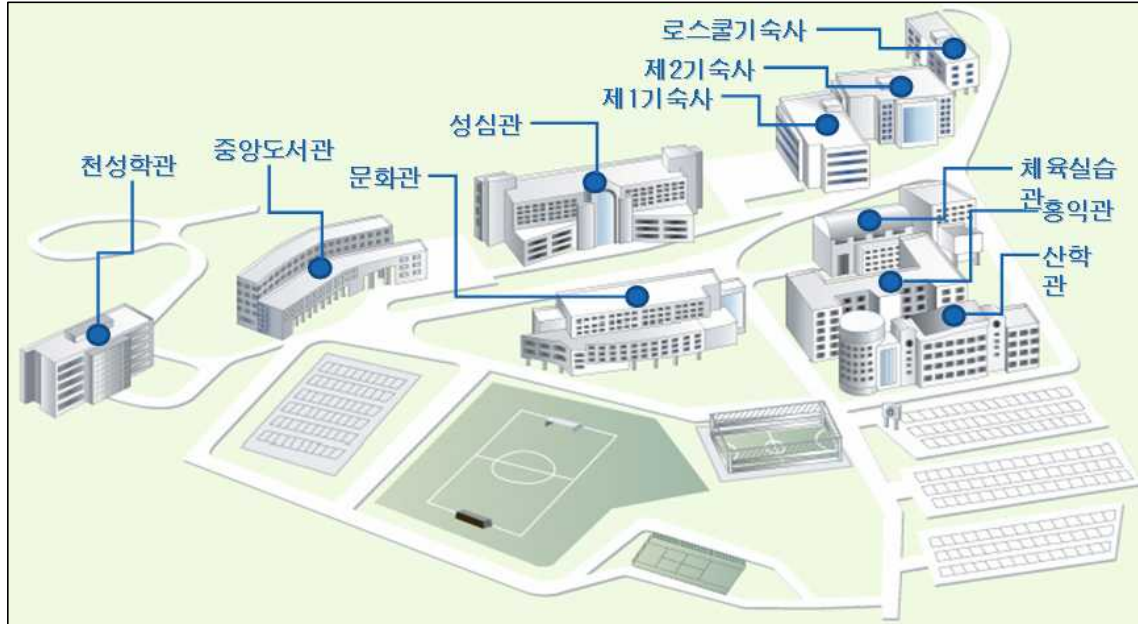 로스쿨기숙사
제2기숙사
제1기숙사
성심관
중앙도서관
천성학관
문화관
체육실습
관
홍익관
산학
관